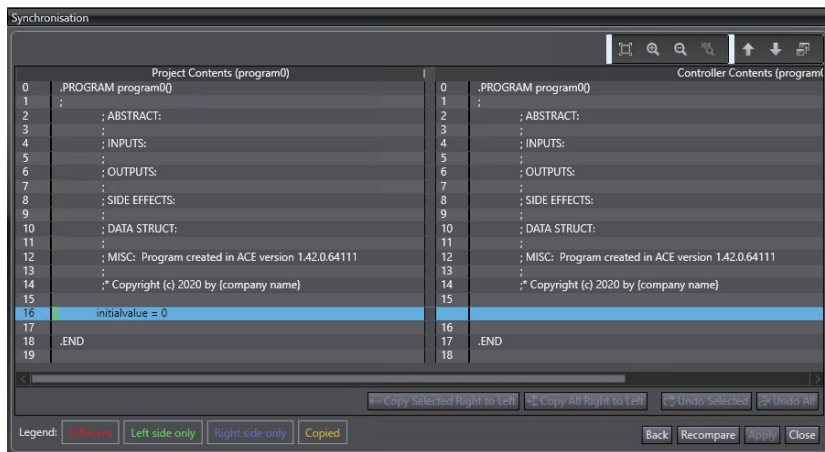 Synchronisation
Project Contents (program0)
0 .PROGRAM program0()
1 ;
2 ; ABSTRACT:
3 ;
4 ; INPUTS:
5 ;
6 ; OUTPUTS:
7 ;
8 ; SIDE EFFECTS:
9 ;
10 ; DATA STRUCT:
11 ;
12 ; MISC:  Program created in ACE version 1.42.0.64111
13 ;
14 ;* Copyright (c) 2020 by {company name}
15
16 initialvalue = 0
17
18 .END
19
Controller Contents (program
0 .PROGRAM program0()
1 ;
2 ; ABSTRACT:
3 ;
4 ; INPUTS:
5 ;
6 ; OUTPUTS:
7 ;
8 ; SIDE EFFECTS:
9 ;
10 ; DATA STRUCT:
11 ;
12 ; MISC:  Program created in ACE version 1.42.0.64111
13 ;
14 ;* Copyright (c) 2020 by {company name}
15
16
17 .END
18
Copy Selected Right to Left Copy All Right to Left Undo Selected Undo All
Legend: Different Left side only Right side only Copied Back Recompare Apply Close